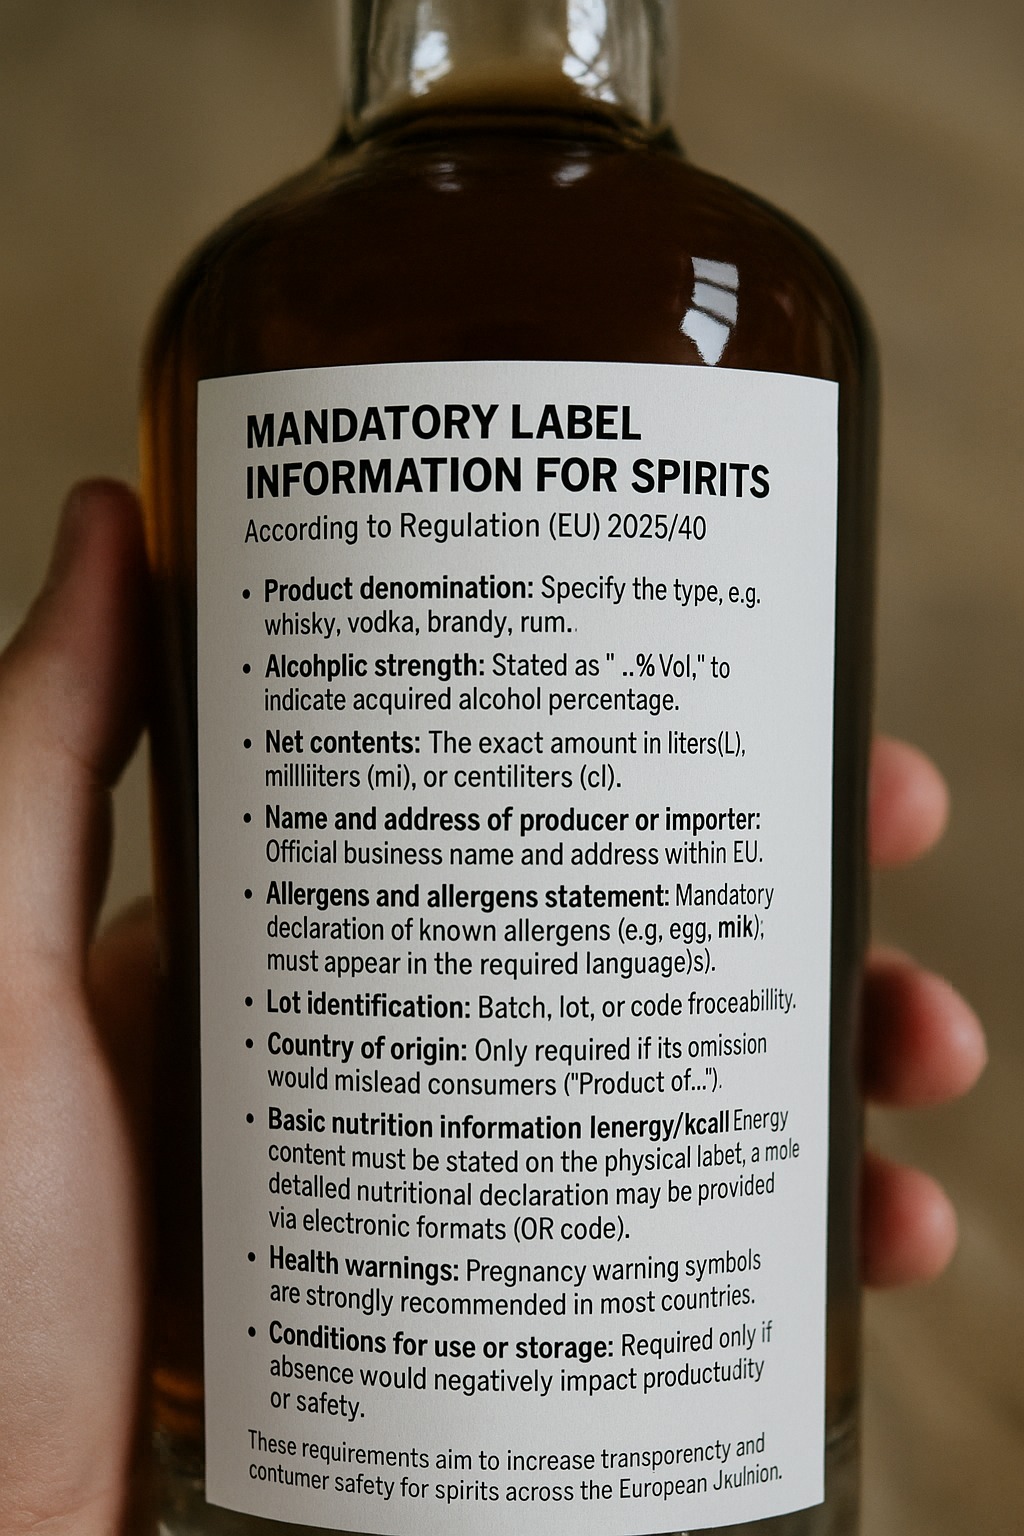 MANDATORY LABEL
INFORMATION FOR SPIRITS
According to Regulation (EU) 2025/40
• Product denomination: Specify the type, e.g.
whisky, vodka, brandy, rum..
• Alcohplic strength: Stated as " ..% Vol," to
indicate acquired alcohol percentage.
• Net contents: The exact amount in liters(L),
millliiters (mi), or centiliters (cl).
• Name and address of producer or importer:
Official business name and address within EU.
• Allergens and allergens statement: Mandatory
declaration of known allergens (e.g, egg, mik);
must appear in the required language)s).
• Lot identification: Batch, lot, or code froceabillity.
• Country of origin: Only required if its omission
would mislead consumers ("Product of...").
• Basic nutrition information lenergy/kcall Energy
content must be stated on the physical labet, a mole
detalled nutritional declaration may be provided
via electronic formats (OR code).
• Health warnings: Pregnancy warning symbols
are strongly recommended in most countries.
• Conditions for use or storage: Required only if
absence would negatively impact productudity
or safety.
These requirements aim to increase transporencty and
contumer safety for spirits across the European Jkulnion.